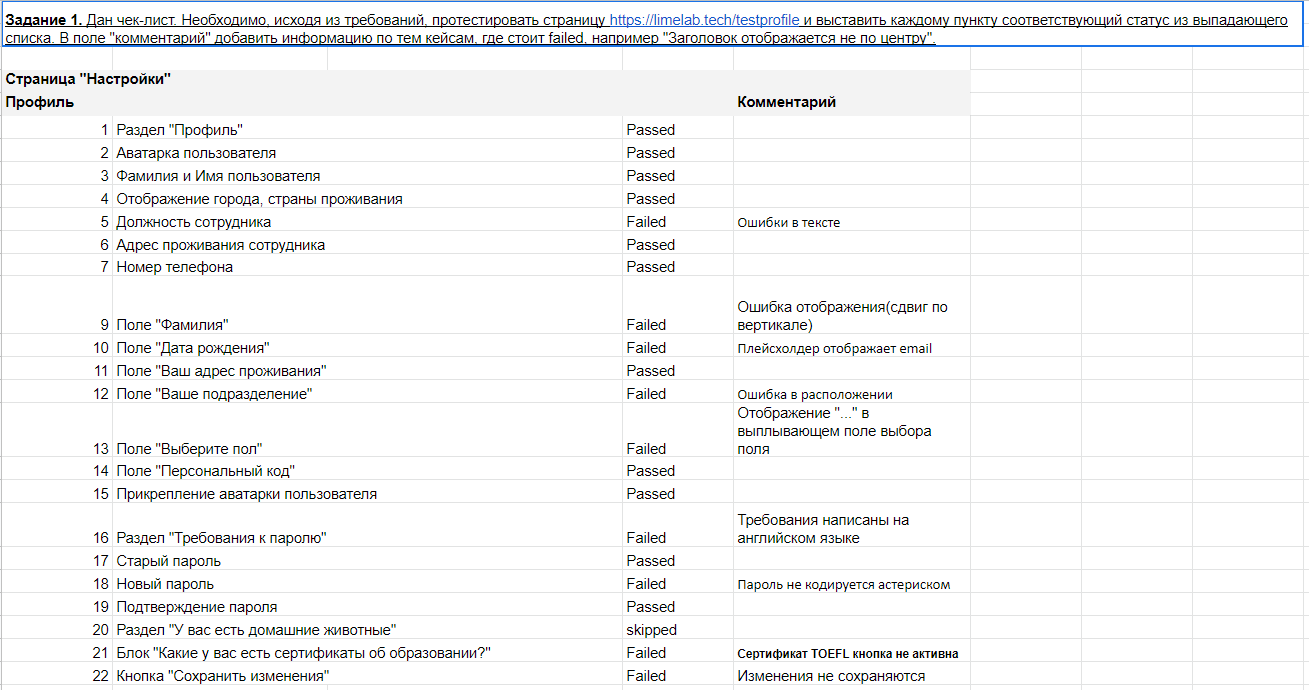 Задание 1. Дан чек-лист. Необходимо, исходя из требований, протестировать страницу https://limelab.tech/testprofile и выставить каждому пункту соответствующий статус из выпадающего
списка. В поле "комментарий" добавить информацию по тем кейсам, где стоит failed, например "Заголовок отображается не по центру".
Страница "Настройки"
Профиль Комментарий
1 Раздел "Профиль" Passed
2 Аватарка пользователя Passed
3 Фамилия и Имя пользователя Passed
4 Отображение города, страны проживания Passed
5 Должность сотрудника Failed Ошибки в тексте
6 Адрес проживания сотрудника Passed
7 Номер телефона Passed
Ошибка отображения(сдвиг по
9 Поле "Фамилия" Failed вертикале)
10 Поле "Дата рождения" Failed Плейсхолдер отображает email
11 Поле "Ваш адрес проживания" Passed
12 Поле "Ваше подразделение" Failed Ошибка в расположении
Отображение "..." в
выплывающем поле выбора
13 Поле "Выберите пол" Failed поля
14 Поле "Персональный код" Passed
15 Прикрепление аватарки пользователя Passed
Требования написаны на
16 Раздел "Требования к паролю" Failed английском языке
17 Старый пароль Passed
18 Новый пароль Failed Пароль не кодируется астериском
19 Подтверждение пароля Passed
20 Раздел "У вас есть домашние животные" skipped
21 Блок "Какие у вас есть сертификаты об образовании?" Failed Сертификат TOEFL кнопка не активна
22 Кнопка "Сохранить изменения" Failed Изменения не сохраняются